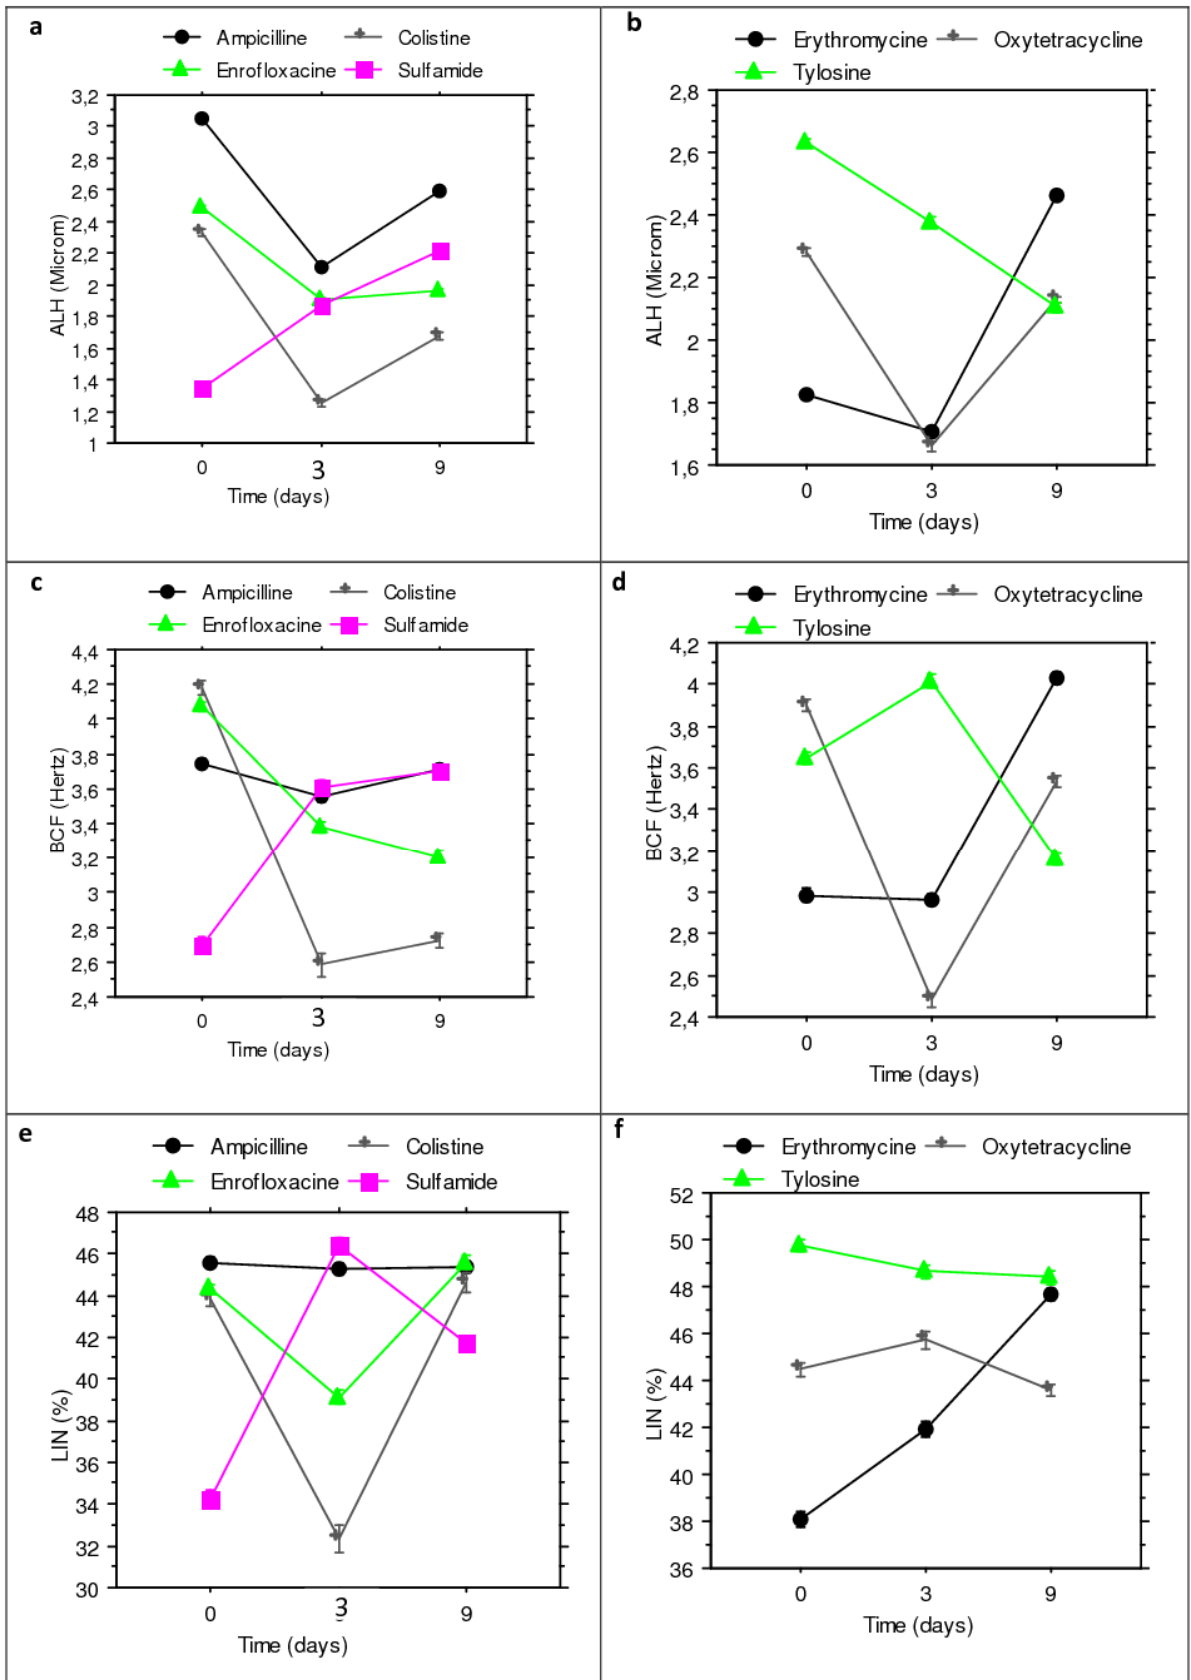 a
Ampicilline Colistine
Enrofloxacine Sulfamide
3,2
3
2,8
2,6
2,4
2,2
2
1,8
1,6
1,4
1,2
1
ALH (Microm)
0 3 9
Time (days)
b
Erythromycine Oxytetracycline
Tylosine
2,8
2,6
2,4
2,2
2
1,8
1,6
ALH (Microm)
0 3 9
Time (days)
c
Ampicilline Colistine
Enrofloxacine Sulfamide
4,4
4,2
4
3,8
3,6
3,4
3,2
3
2,8
2,6
2,4
BCF (Hertz)
0 3 9
Time (days)
d
Erythromycine Oxytetracycline
Tylosine
4,2
4
3,8
3,6
3,4
3,2
3
2,8
2,6
2,4
BCF (Hertz)
0 3 9
Time (days)
e
Ampicilline Colistine
Enrofloxacine Sulfamide
48
46
44
42
40
38
36
34
32
30
LIN (%)
0 3 9
Time (days)
f
Erythromycine Oxytetracycline
Tylosine
52
50
48
46
44
42
40
38
36
LIN (%)
0 3 9
Time (days)